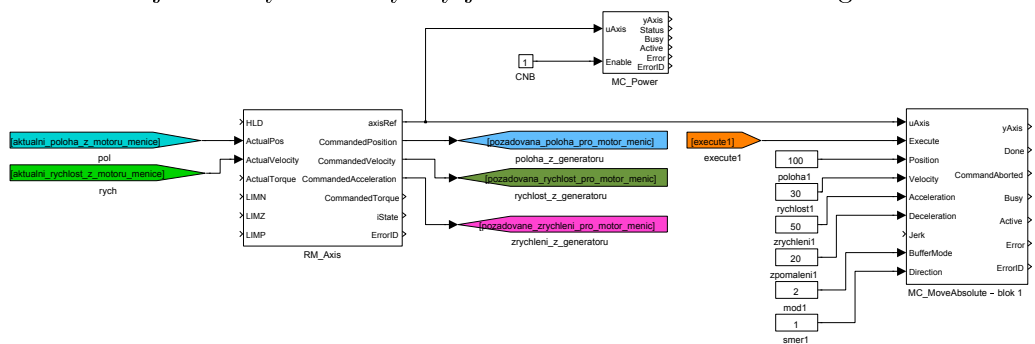 yAxis
Status
uAxis
Busy
Active
1
Enable
Error
ErrorID
CNB
MC_Power
HLD
axisRef
uAxis
yAxis
[aktualni_poloha_z_motoru_menice]
ActualPos
CommandedPosition
[pozadovana_poloha_pro_motor_menic]
[execute1]
Execute
Done
pol
poloha_z_generatoru
execute1
100
Position
ActualVelocity
CommandedVelocity
poloha1
CommandAborted
[aktualni_rychlost_z_motoru_menice]
ActualTorque
CommandedAcceleration
[pozadovana_rychlost_pro_motor_menic]
30
Velocity
rych
rychlost_z_generatoru
rychlost1
Acceleration
Busy
LIMN
CommandedTorque
50
Deceleration
LIMZ
iState
[pozadovane_zrychleni_pro_motor_menic]
zrychleni1
Jerk
Active
LIMP
ErrorID
zrychleni_z_generatoru
20
BufferMode
Error
RM_Axis
zpomaleni1
Direction
ErrorID
2
MC_MoveAbsolute – blok 1
mod1
1
smer1